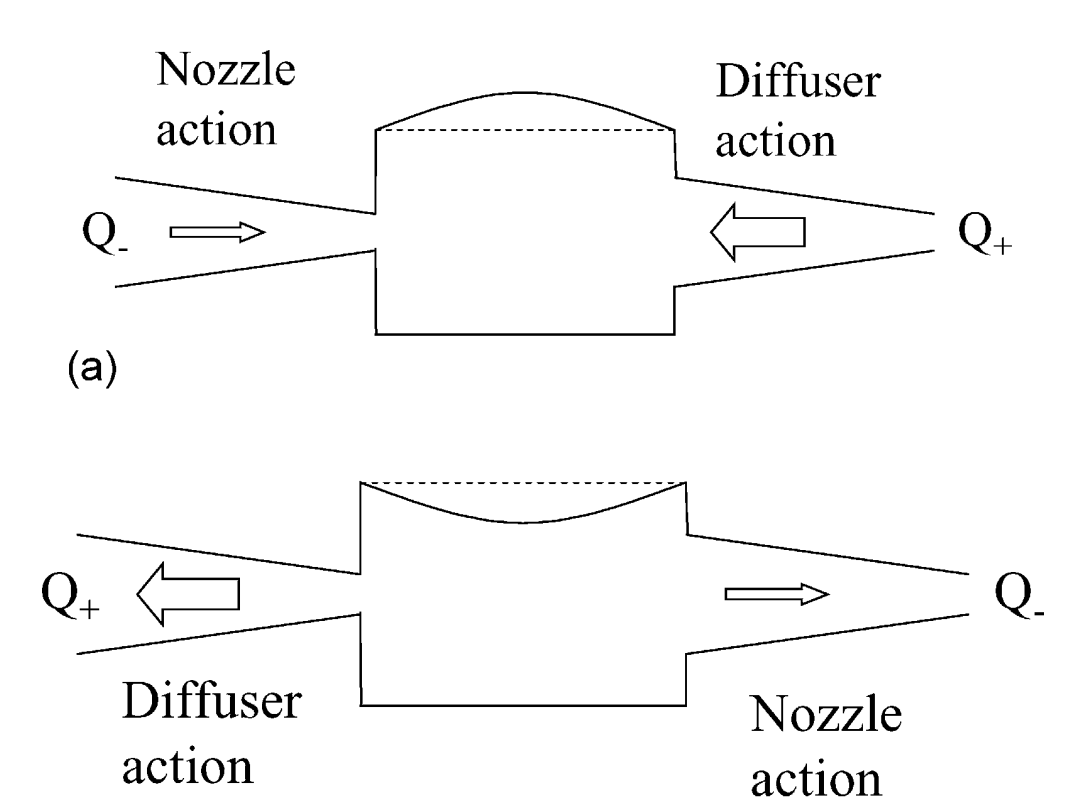 Nozzle
action
Diffuser
action
Q-
Q+
(a)
Q+
Q-
Diffuser
action
Nozzle
action